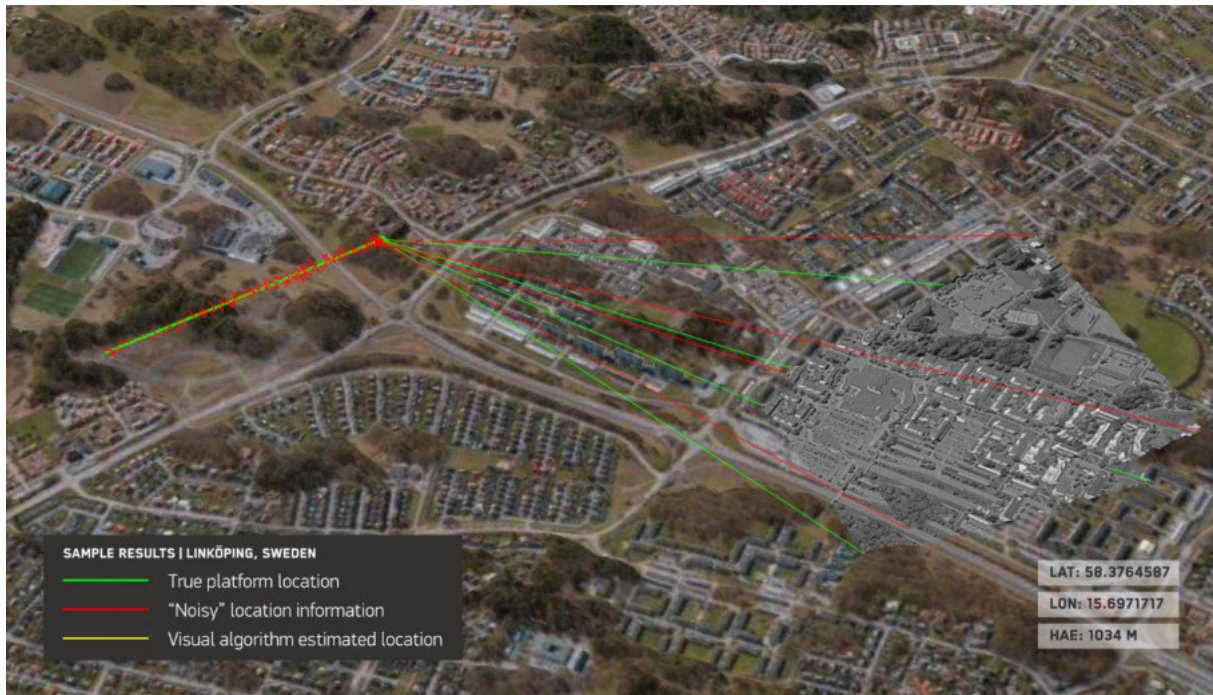 SAMPLE RESULTS | LINKÖPING, SWEDEN
True platform location
“Noisy” location information
Visual algorithm estimated location
LAT: 58.3764587
LON: 15.6971717
HAE: 1034 M